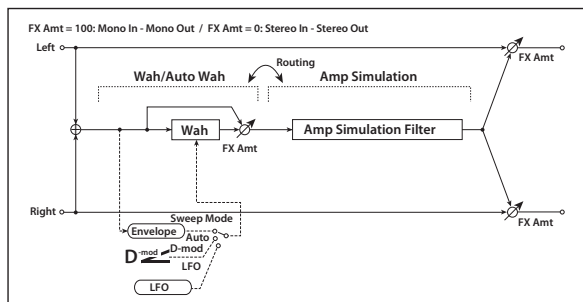 FX Amt = 100: Mono In - Mono Out / FX Amt = 0: Stereo In - Stereo Out
Left
FX Amt
Routing
Wah/Auto Wah
Amp Simulation
Wah
FX Amt
Amp Simulation Filter
Right
FX Amt
Sweep Mode
Envelope
Auto
D-mod
D-mod
LFO
LFO